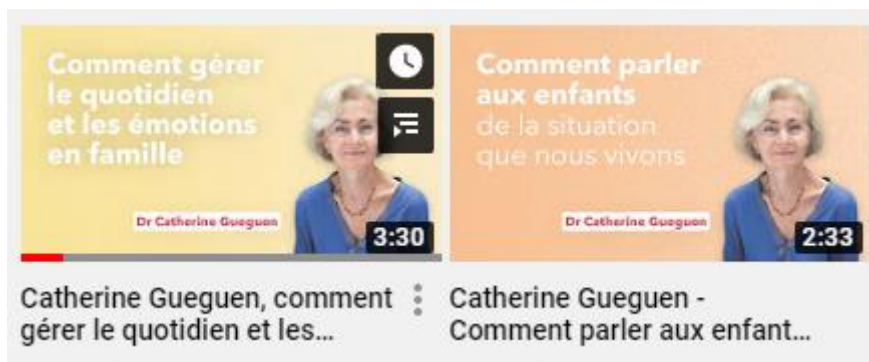 Comment gérer
le quotidien
et les émotions
en famille
Dr Catherine Gueguen
3:30
Catherine Gueguen, comment
gérer le quotidien et les...
Comment parler
aux enfants
de la situation
que nous vivons
Dr Catherine Gueguen
2:33
Catherine Gueguen -
Comment parler aux enfant...